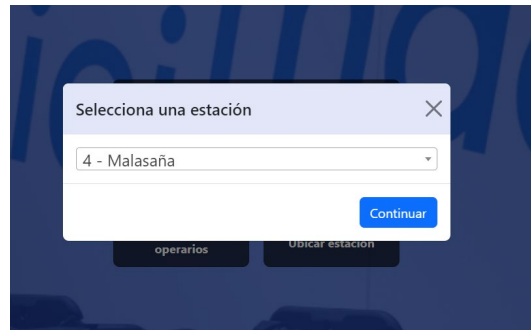 Selecciona una estación
4 - Malasaña
Continuar
operarios
Ubicar estación